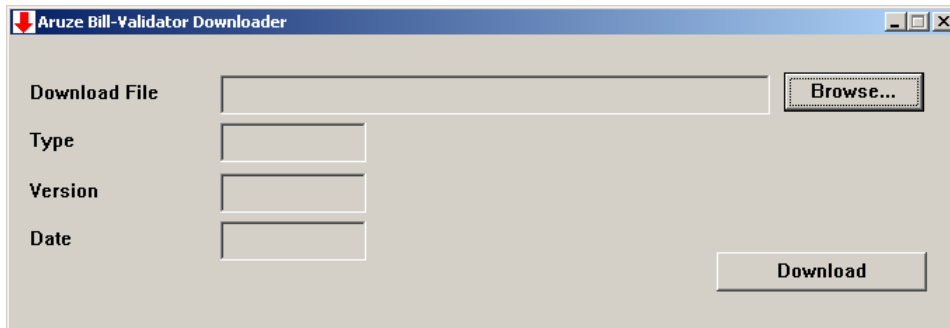 Aruze Bill-Validator Downloader
Download File
Browse...
Type
Version
Date
Download